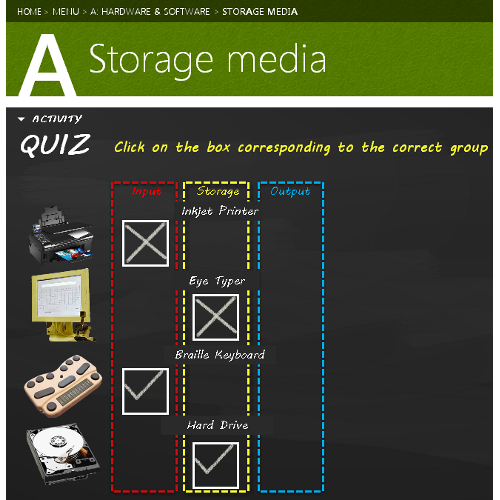 HOME > MENU > A: HARDWARE & SOFTWARE > STORAGE MEDIA
A Storage media
ACTIVITY
QUIZ Click on the box corresponding to the correct group
Input Storage Output
Inkjet Printer
Eye Typer
Braille Keyboard
Hard Drive